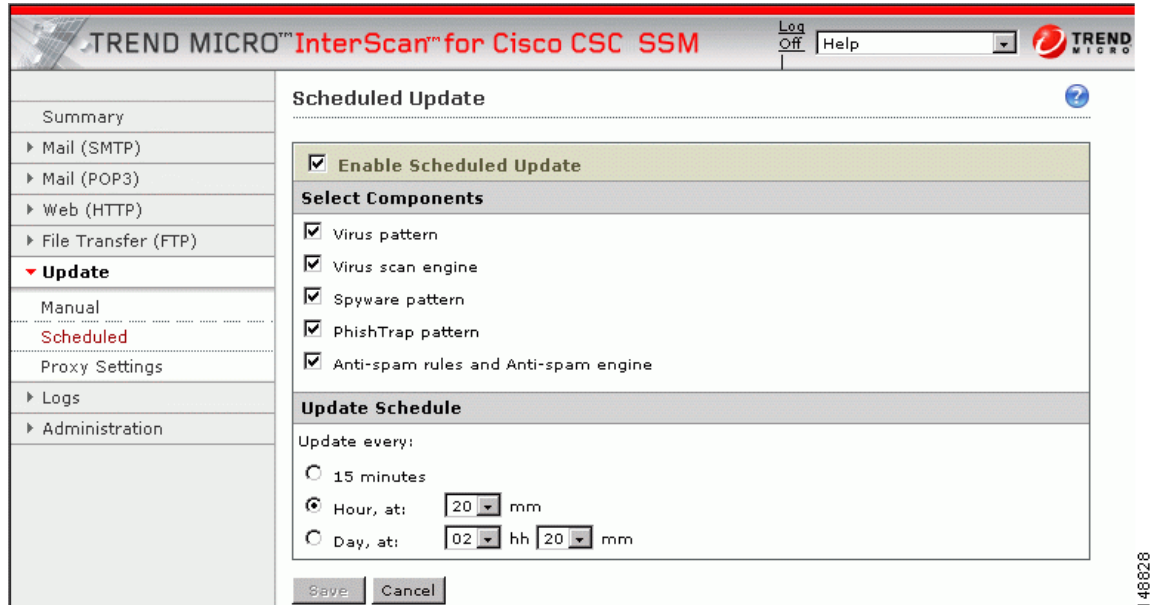 TREND MICRO™ InterScan™ for Cisco CSC SSM
Log Off
Help
TREND MICRO
Summary
Mail (SMTP)
Mail (POP3)
Web (HTTP)
File Transfer (FTP)
Update
Manual
Scheduled
Proxy Settings
Logs
Administration
Scheduled Update
?
Enable Scheduled Update
Select Components
Virus pattern
Virus scan engine
Spyware pattern
PhishTrap pattern
Anti-spam rules and Anti-spam engine
Update Schedule
Update every:
15 minutes
Hour, at: 20 mm
Day, at: 02 hh 20 mm
Save Cancel
148828